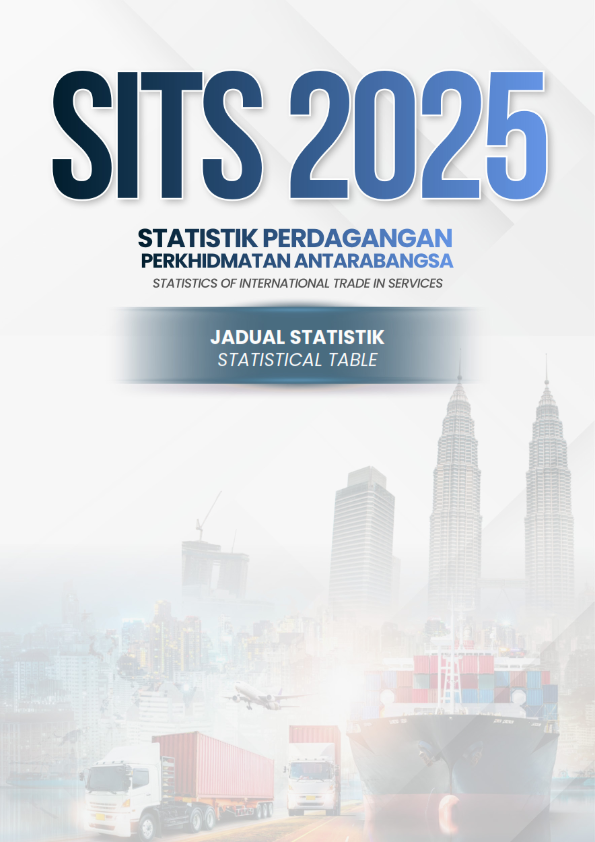 SITS 2025
STATISTIK PERDAGANGAN
PERKHIDMATAN ANTARABANGSA
STATISTICS OF INTERNATIONAL TRADE IN SERVICES
JADUAL STATISTIK
STATISTICAL TABLE